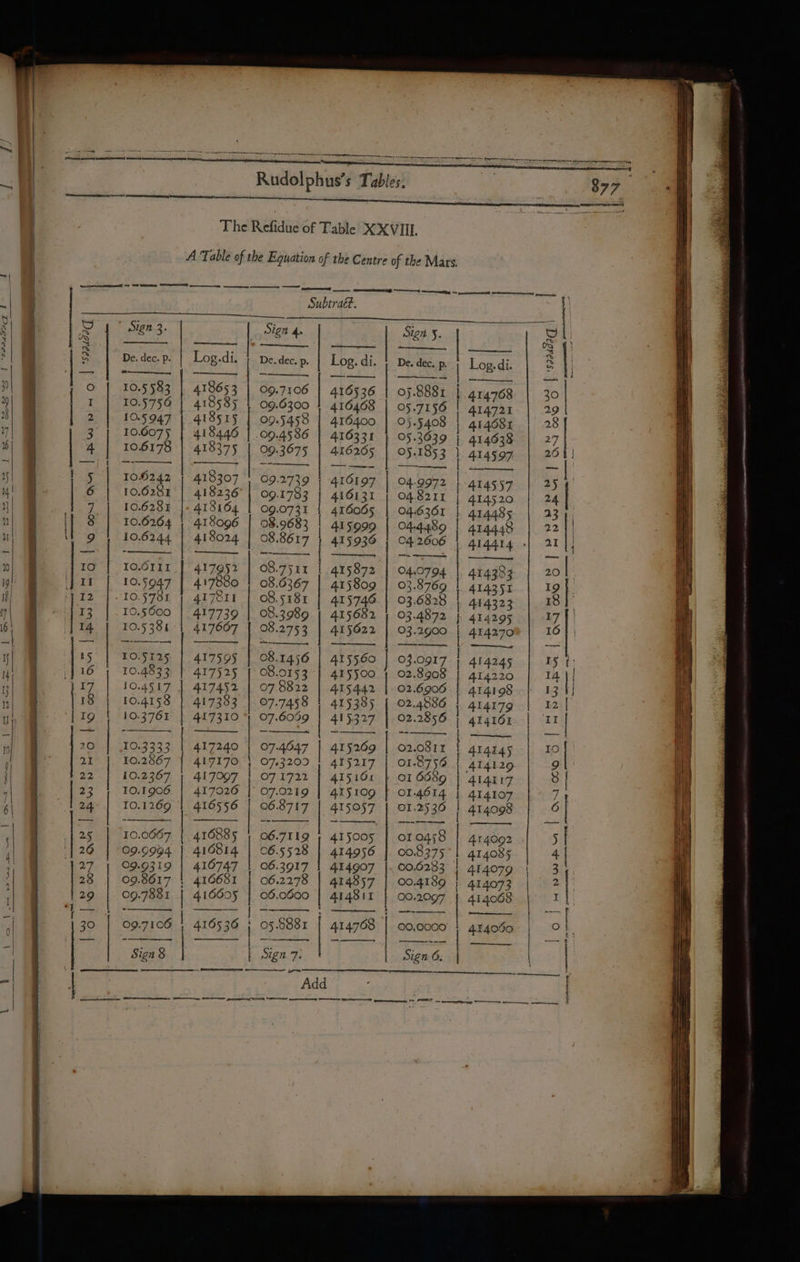 Rudolphus's Tables. 877
The Residue of Table XXVIII.
A Table of the Equation of the Centre of the Mars.
Subtract.
Degrees. | Sign 3. | | Sign 4. | | Sign 5. | | Degrees.
De. dec. p. | Log.di. | De.dec. p. | Log. di. | De. dec. p. | Log.di.
0 | 10.5583 | 418653 | 09.7106 | 416536 | 05.8881 | 414768 | 30
1 | 10.5756 | 418585 | 09.6300 | 416468 | 05.7156 | 414721 | 29
2 | 10.5947 | 418515 | 09.5458 | 416400 | 05.5408 | 414681 | 28
3 | 10.6075 | 418446 | 09.4586 | 416331 | 05.3639 | 414638 | 27
4 | 10.6178 | 418375 | 09.3675 | 416265 | 05.1853 | 414597 | 26
5 | 10.6242 | 418307 | 09.2739 | 416197 | 04.9972 | 414557 | 25
6 | 10.6281 | 418236 | 09.1783 | 416131 | 04.8211 | 414520 | 24
7 | 10.6281 | 418164 | 09.0731 | 416065 | 04.6361 | 414485 | 23
8 | 10.6264 | 418096 | 08.9683 | 415999 | 04.4489 | 414448 | 22
9 | 10.6244 | 418024 | 08.8617 | 415936 | 04.2606 | 414414 | 21
10 | 10.6111 | 417952 | 08.7511 | 415872 | 04.0794 | 414383 | 20
11 | 10.5947 | 417880 | 08.6367 | 415809 | 03.8769 | 414351 | 19
12 | 10.5781 | 417811 | 08.5181 | 415746 | 03.6828 | 414323 | 18
13 | 10.5600 | 417739 | 08.3989 | 415682 | 03.4872 | 414295 | 17
14 | 10.5381 | 417667 | 08.2753 | 415622 | 03.2900 | 414270 | 16
15 | 10.5125 | 417595 | 08.1456 | 415560 | 03.0917 | 414245 | 15
16 | 10.4833 | 417525 | 08.0153 | 415500 | 02.8908 | 414220 | 14
17 | 10.4517 | 417452 | 07 8822 | 415442 | 02.6906 | 414198 | 13
18 | 10.4158 | 417383 | 07.7458 | 415385 | 02.4886 | 414179 | 12
19 | 10.3761 | 417310 | 07.6069 | 415327 | 02.2856 | 414161 | 11
20 | 10.3333 | 417240 | 07.4647 | 415269 | 02.0811 | 414145 | 10
21 | 10.2867 | 417170 | 07.3209 | 415217 | 01.8756 | 414129 | 9
22 | 10.2367 | 417097 | 07 1722 | 415161 | 01 6689 | 414117 | 8
23 | 10.1906 | 417026 | 07.0219 | 415109 | 01.4614 | 414107 | 7
24 | 10.1269 | 416556 | 06.8717 | 415057 | 01.2536 | 414098 | 6
25 | 10.0667 | 416885 | 06.7119 | 415005 | 01 0458 | 414092 | 5
26 | 09.9994 | 416814 | 06.5528 | 414956 | 00.8375 | 414085 | 4
27 | 09.9319 | 416747 | 06.3917 | 414907 | 00.6283 | 414079 | 3
28 | 09.8617 | 416681 | 06.2278 | 414857 | 00.4189 | 414073 | 2
29 | 09.7881 | 416605 | 06.0600 | 414811 | 00.2097 | 414068 | 1
30 | 09.7106 | 416536 | 05.8881 | 414768 | 00.0000 | 414060 | 0
Sign 8 | Sign 7. | Sign 6.
Add